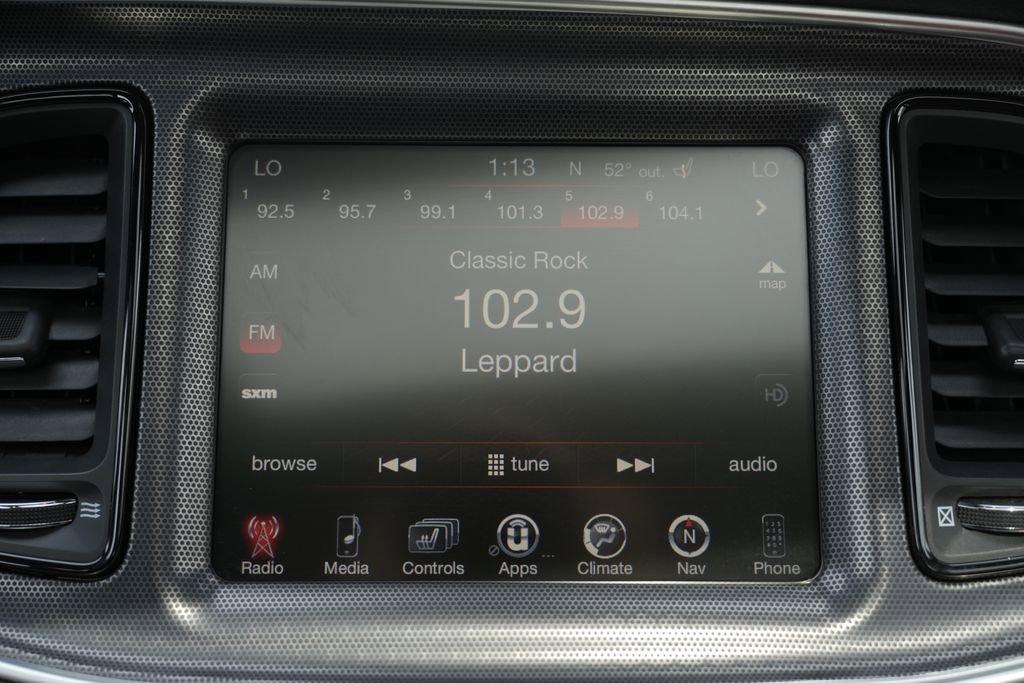 LO 1:13 N 52° out. LO
1 92.5 2 95.7 3 99.1 4 101.3 5 102.9 6 104.1
Classic Rock
AM
map
102.9
FM
Leppard
sxm
HD
browse tune audio
N
Radio Media Controls Apps Climate Nav Phone